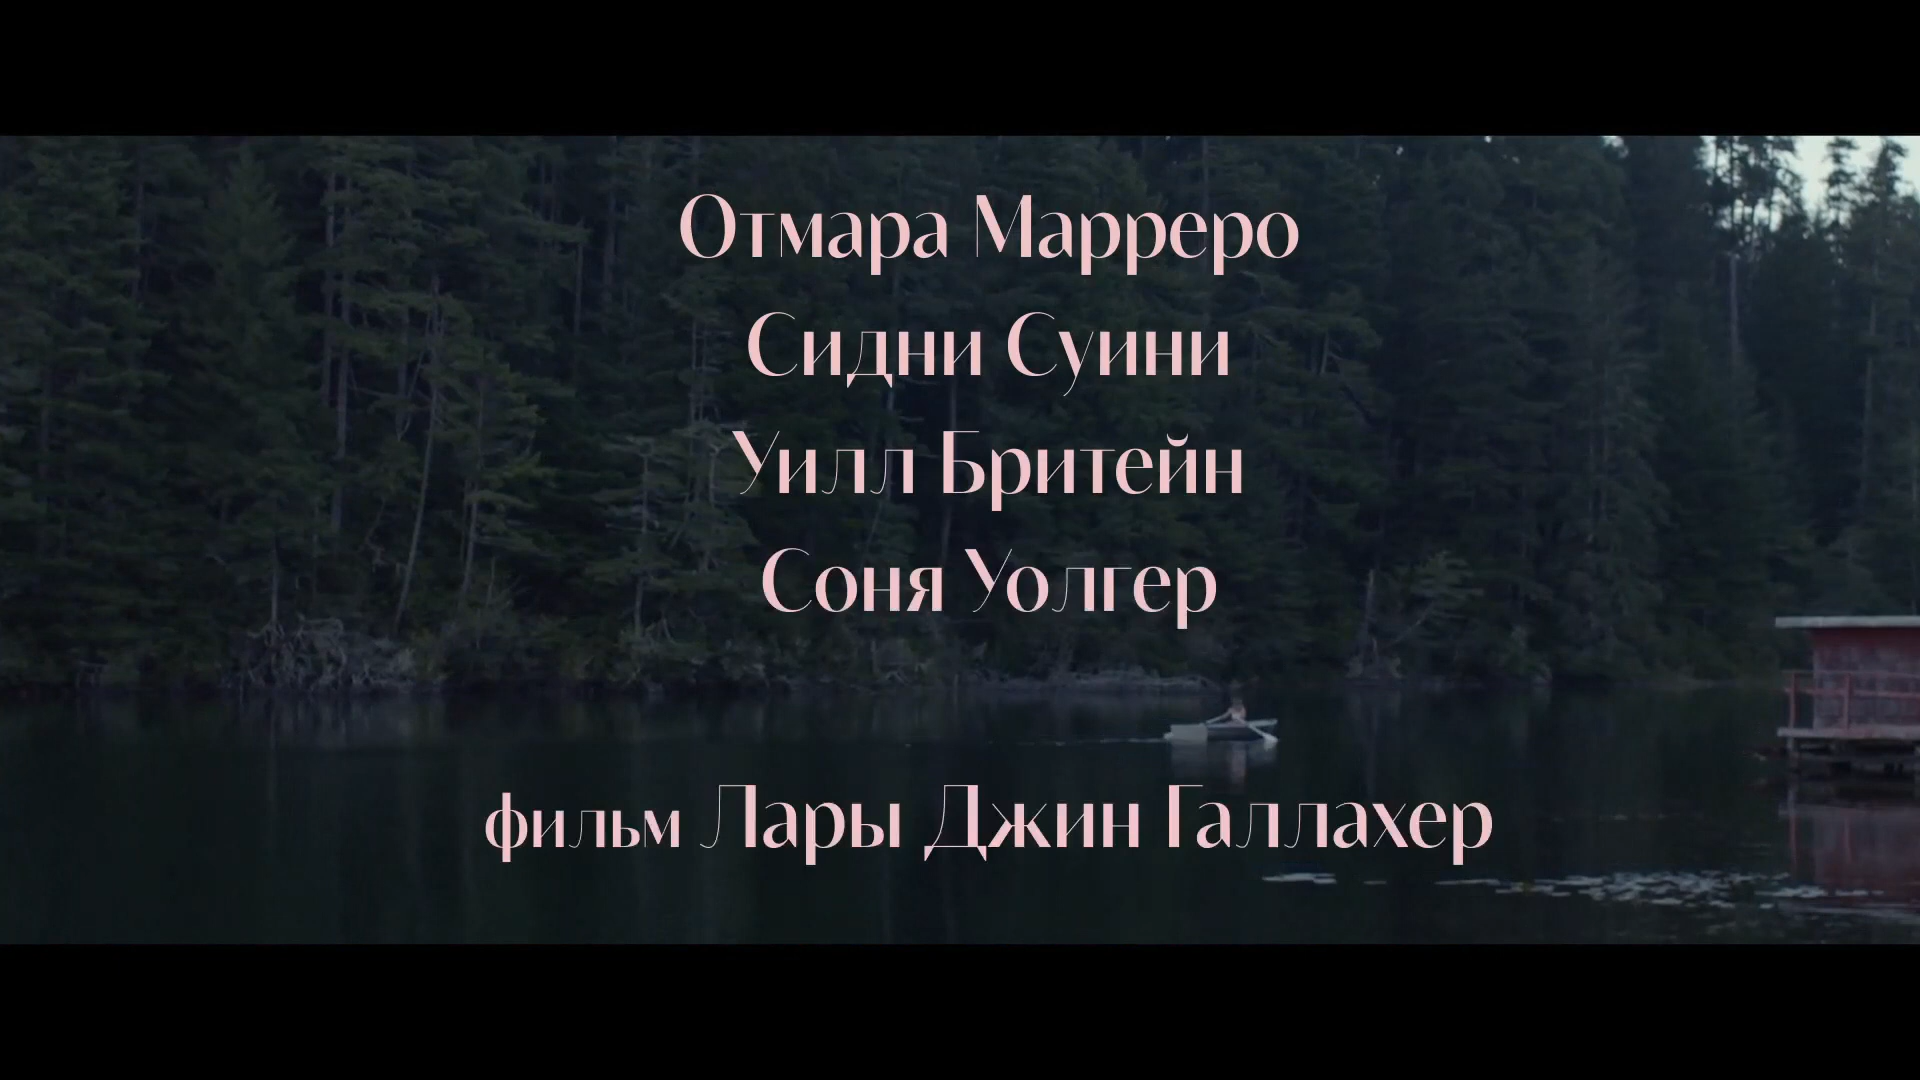 Отмара Марреро
Сидни Суини
Уилл Бритейн
Соня Уолгер
фильм Лары Джин Галлахер